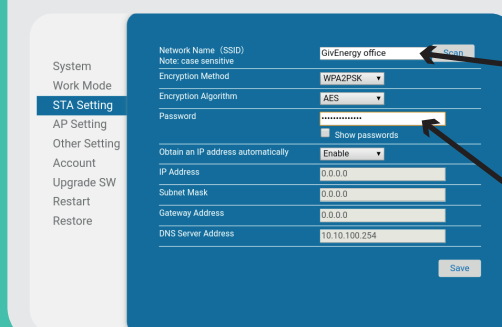 System
Work Mode
STA Setting
AP Setting
Other Setting
Account
Upgrade SW
Restart
Restore
Network Name (SSID)
Note: case sensitive
GivEnergy office
Scan
Encryption Method
WPA2PSK
Encryption Algorithm
AES
Password
••••••••••••••
Show passwords
Obtain an IP address automatically
Enable
IP Address
0.0.0.0
Subnet Mask
0.0.0.0
Gateway Address
0.0.0.0
DNS Server Address
10.10.100.254
Save